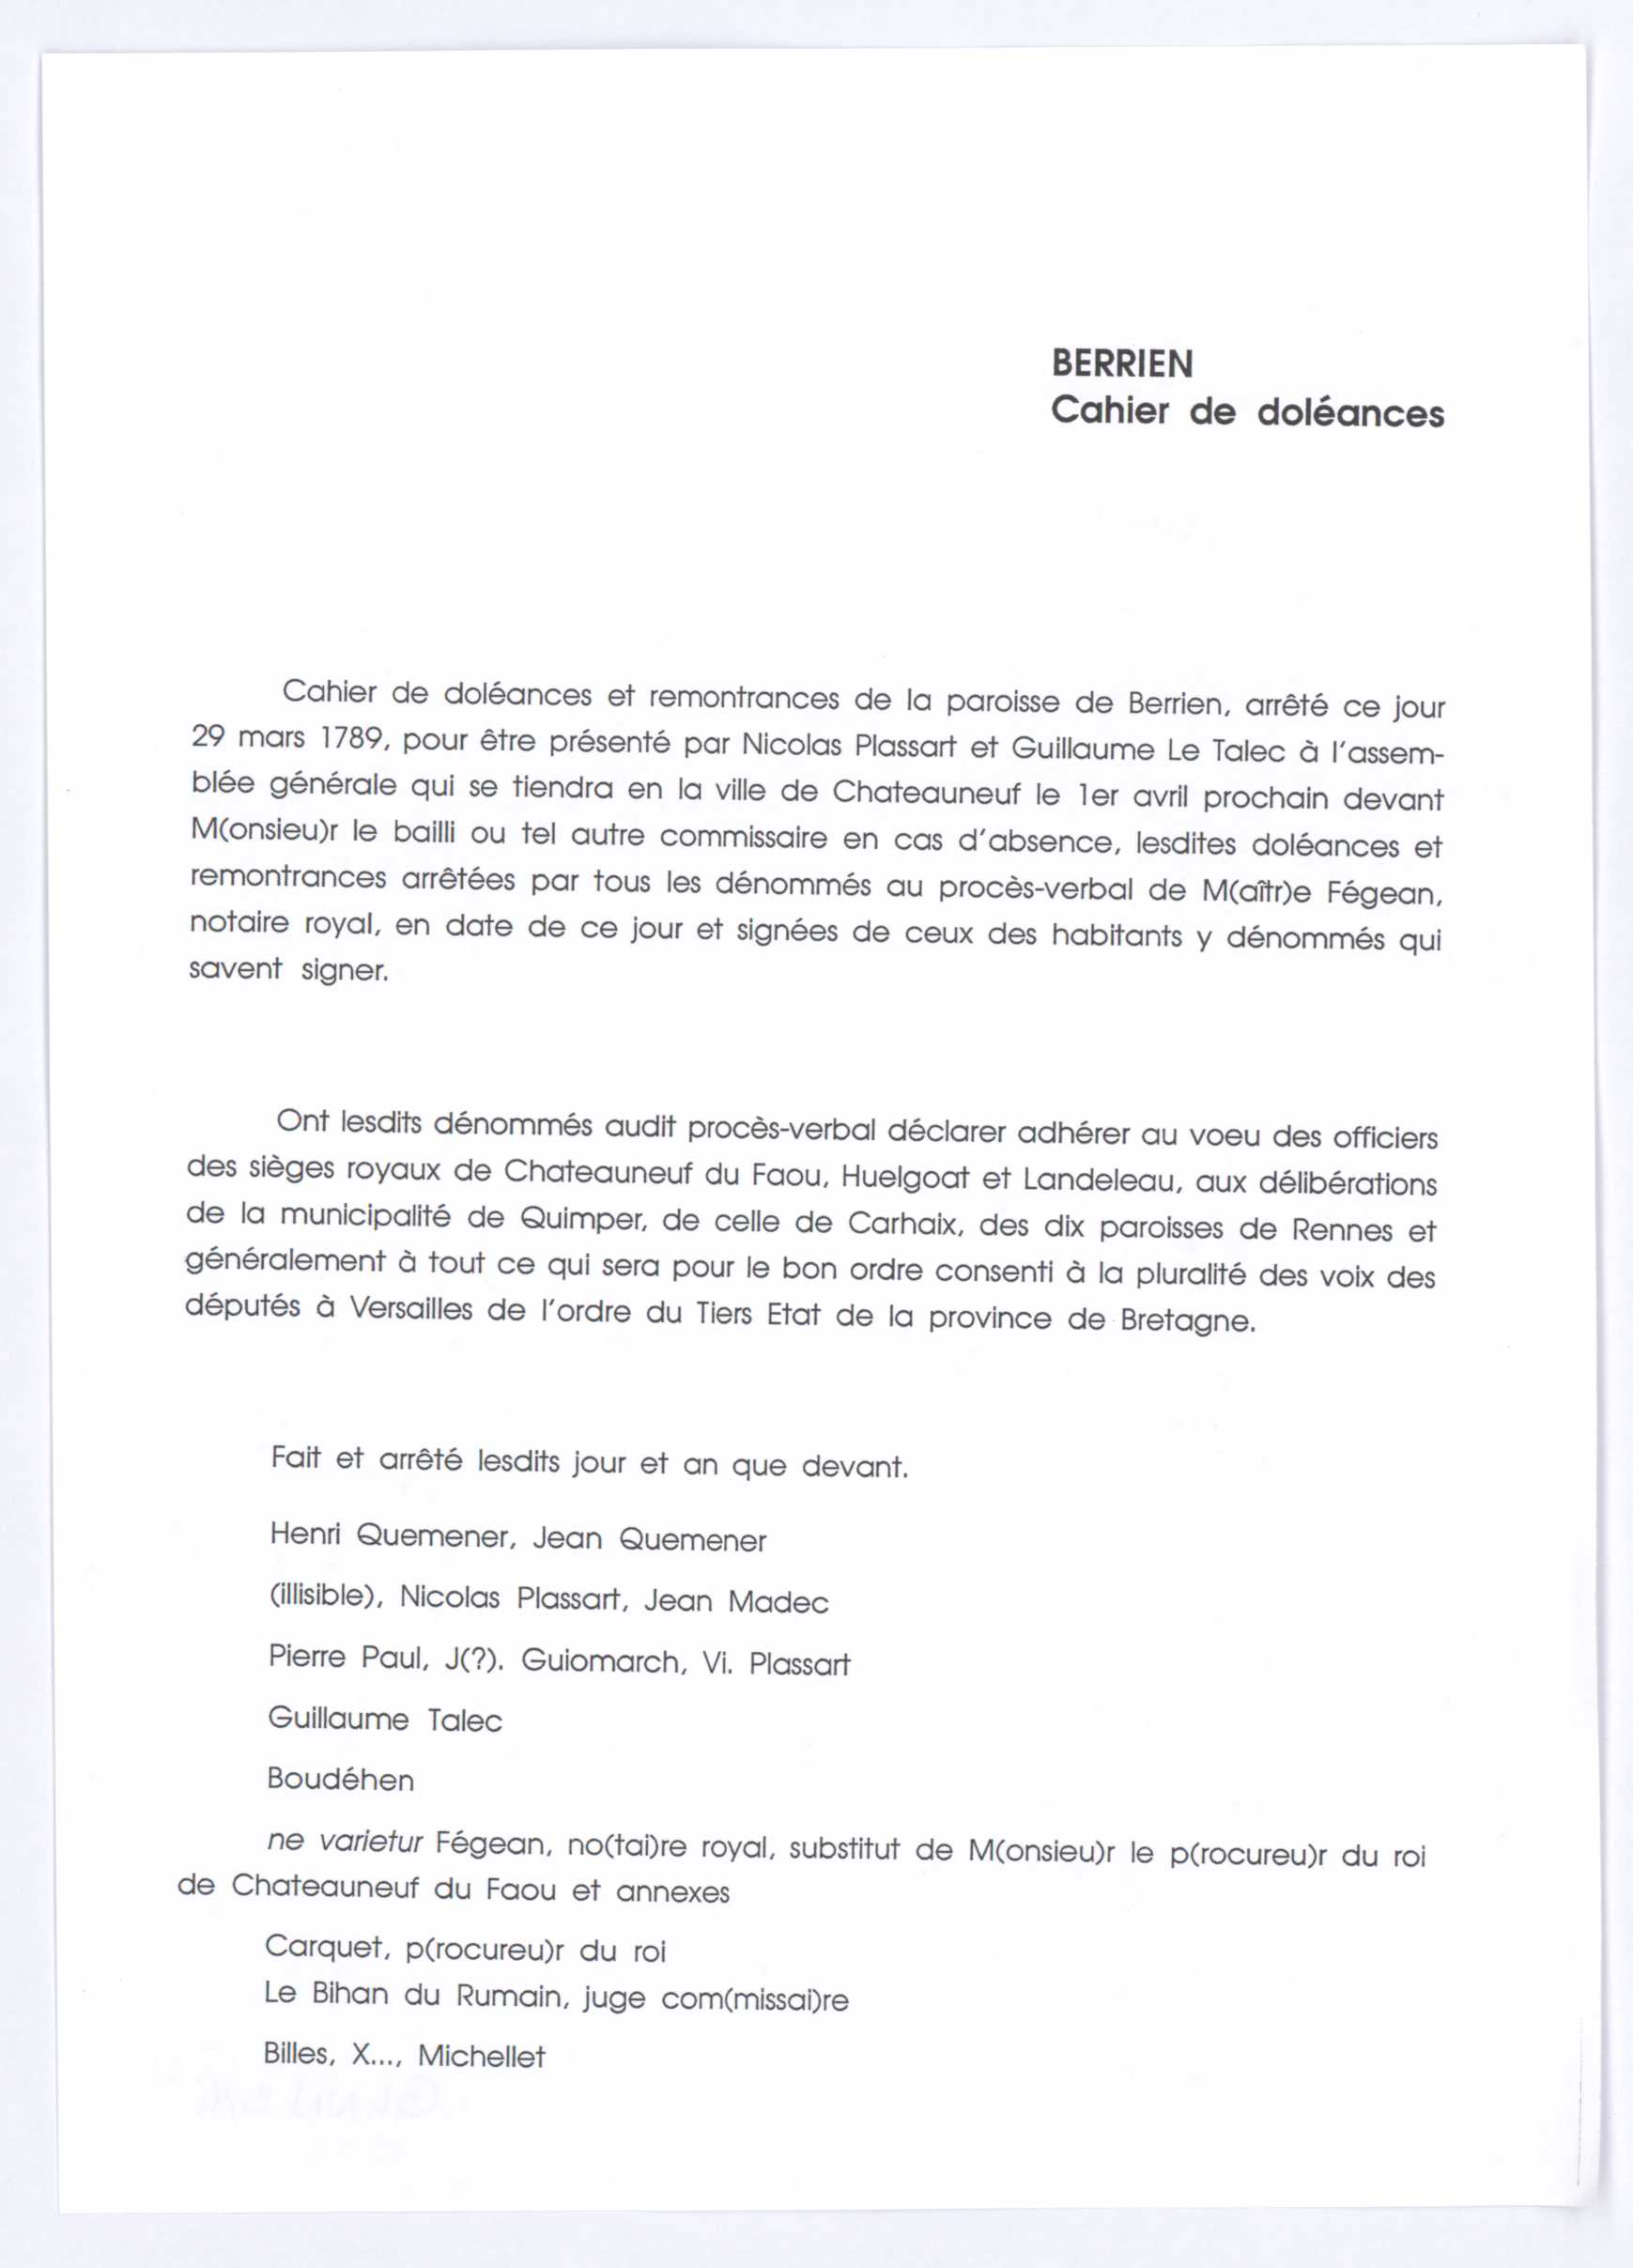 BERRIEN
Cahier de doléances
Cahier de doléances et remontrances de la paroisse de Berrien, arrêté ce jour
29 mars 1789, pour être présenté par Nicolas Plassart et Guillaume Le Talec à l'assem-
blée générale qui se tiendra en la ville de Chateauneuf le 1er avril prochain devant
M(onsieu)r le bailli ou tel autre commissaire en cas d'absence, lesdites doléances et
remontrances arrêtées par tous les dénommés au procès-verbal de M(aîtr)e Fégean,
notaire royal, en date de ce jour et signées de ceux des habitants y dénommés qui
savent signer.
Ont lesdits dénommés audit procès-verbal déclarer adhérer au voeu des officiers
des sièges royaux de Chateauneuf du Faou, Huelgoat et Landeleau, aux délibérations
de la municipalité de Quimper, de celle de Carhaix, des dix paroisses de Rennes et
généralement à tout ce qui sera pour le bon ordre consenti à la pluralité des voix des
députés à Versailles de l'ordre du Tiers Etat de la province de Bretagne.
Fait et arrêté lesdits jour et an que devant.
Henri Quemener, Jean Quemener
(illisible), Nicolas Plassart, Jean Madec
Pierre Paul, J(?). Guiomarch, Vi. Plassart
Guillaume Talec
Boudéhen
ne varietur Fégean, no(tai)re royal, substitut de M(onsieu)r le p(rocureu)r du roi
de Chateauneuf du Faou et annexes
Carquet, p(rocureu)r du roi
Le Bihan du Rumain, juge com(missai)re
Billes, X..., Michellet